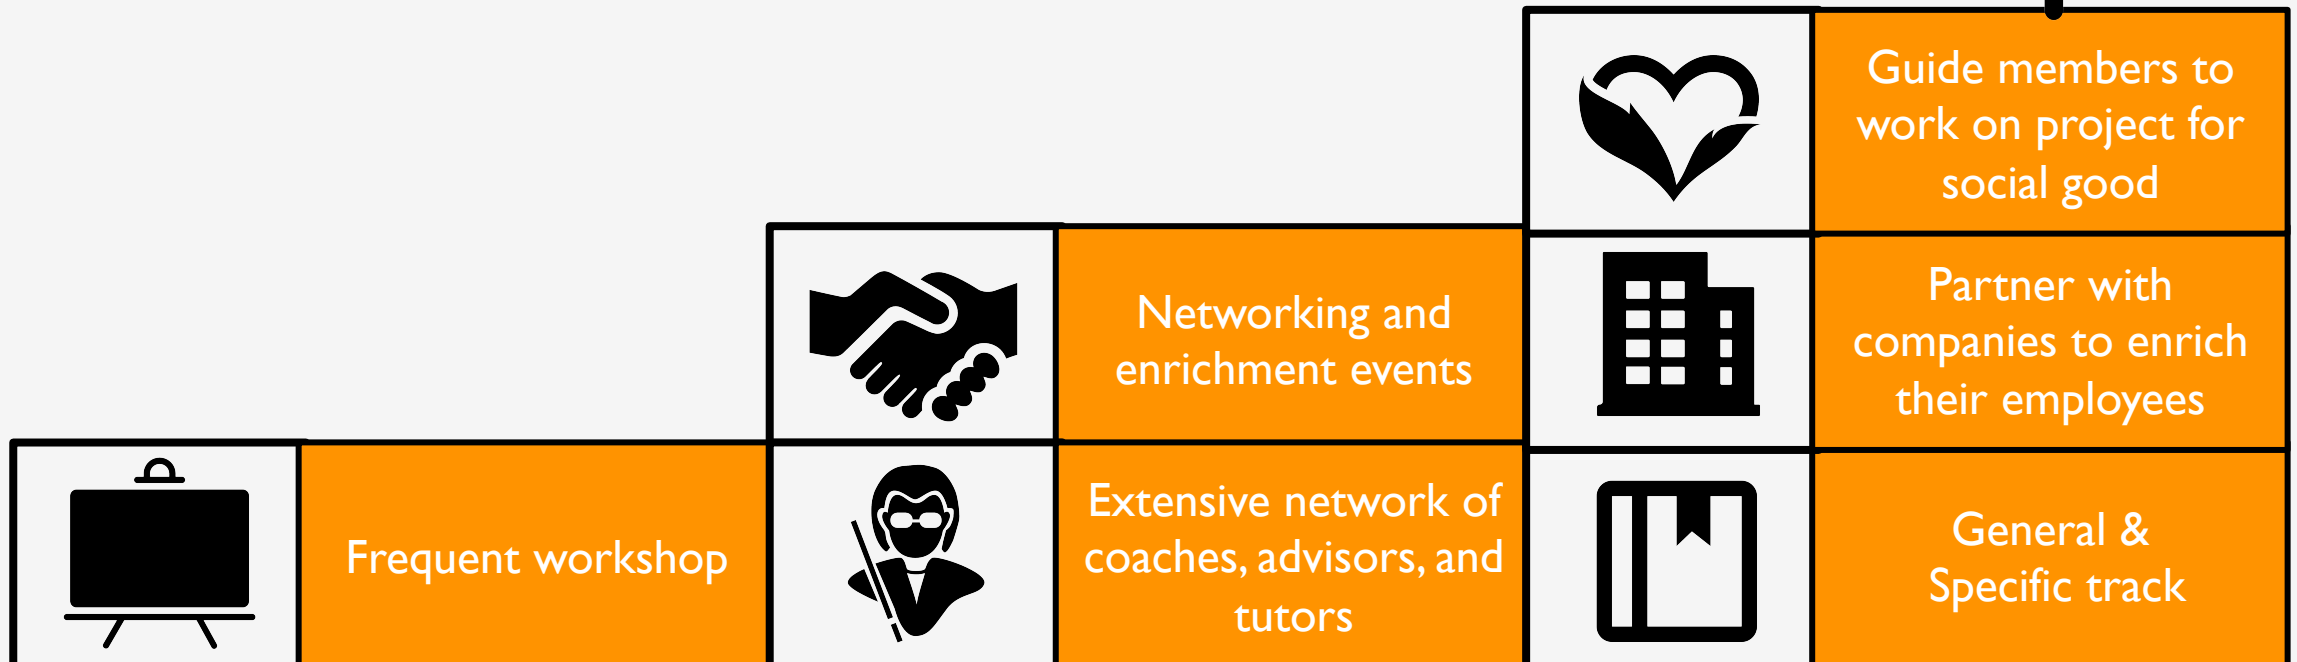 Guide members to
work on project for
social good
Networking and
enrichment events
Partner with
companies to enrich
their employees
Frequent workshop
Extensive network of
coaches, advisors, and
tutors
General &
Specific track